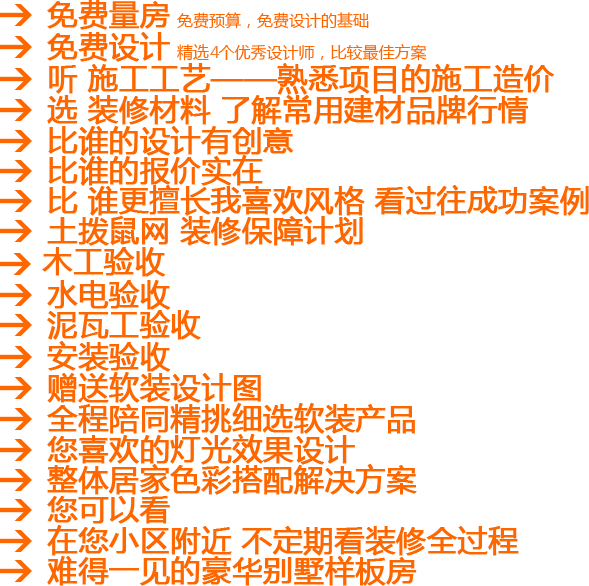 → 免费量房 免费预算，免费设计的基础
→ 免费设计 精选4个优秀设计师，比较最佳方案
→ 听 施工工艺——熟悉项目的施工造价
→ 选 装修材料 了解常用建材品牌行情
→ 比谁的设计有创意
→ 比谁的报价实在
→ 比 谁更擅长我喜欢风格 看过往成功案例
→ 土拨鼠网 装修保障计划
→ 木工验收
→ 水电验收
→ 泥瓦工验收
→ 安装验收
→ 赠送软装设计图
→ 全程陪同精挑细选软装产品
→ 您喜欢的灯光效果设计
→ 整体居家色彩搭配解决方案
→ 您可以看
→ 在您小区附近 不定期看装修全过程
→ 难得一见的豪华别墅样板房